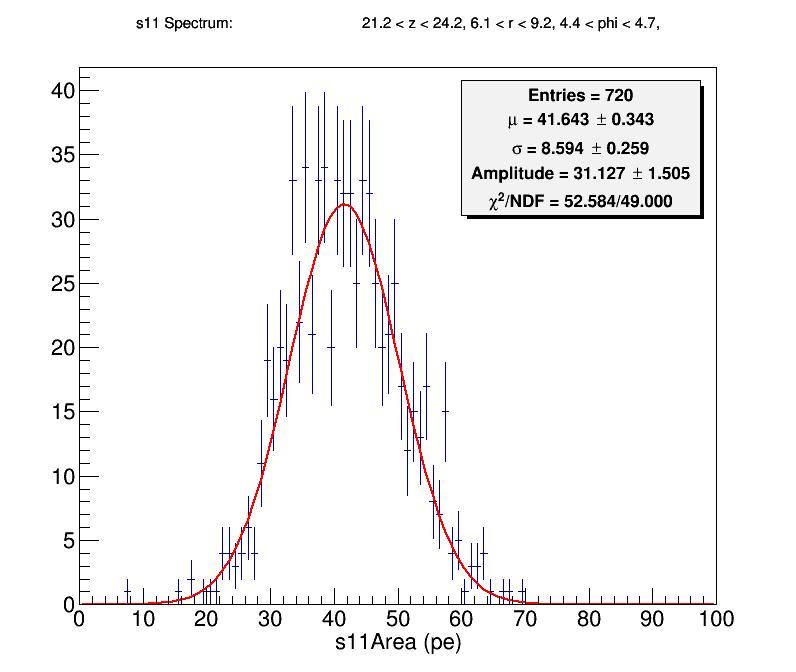 s11 Spectrum: 21.2 < z < 24.2, 6.1 < r < 9.2, 4.4 < phi < 4.7,
Entries = 720
μ = 41.643 ± 0.343
σ = 8.594 ± 0.259
Amplitude = 31.127 ± 1.505
χ²/NDF = 52.584/49.000
40
35
30
25
20
15
10
5
0
0 10 20 30 40 50 60 70 80 90 100
s11Area (pe)